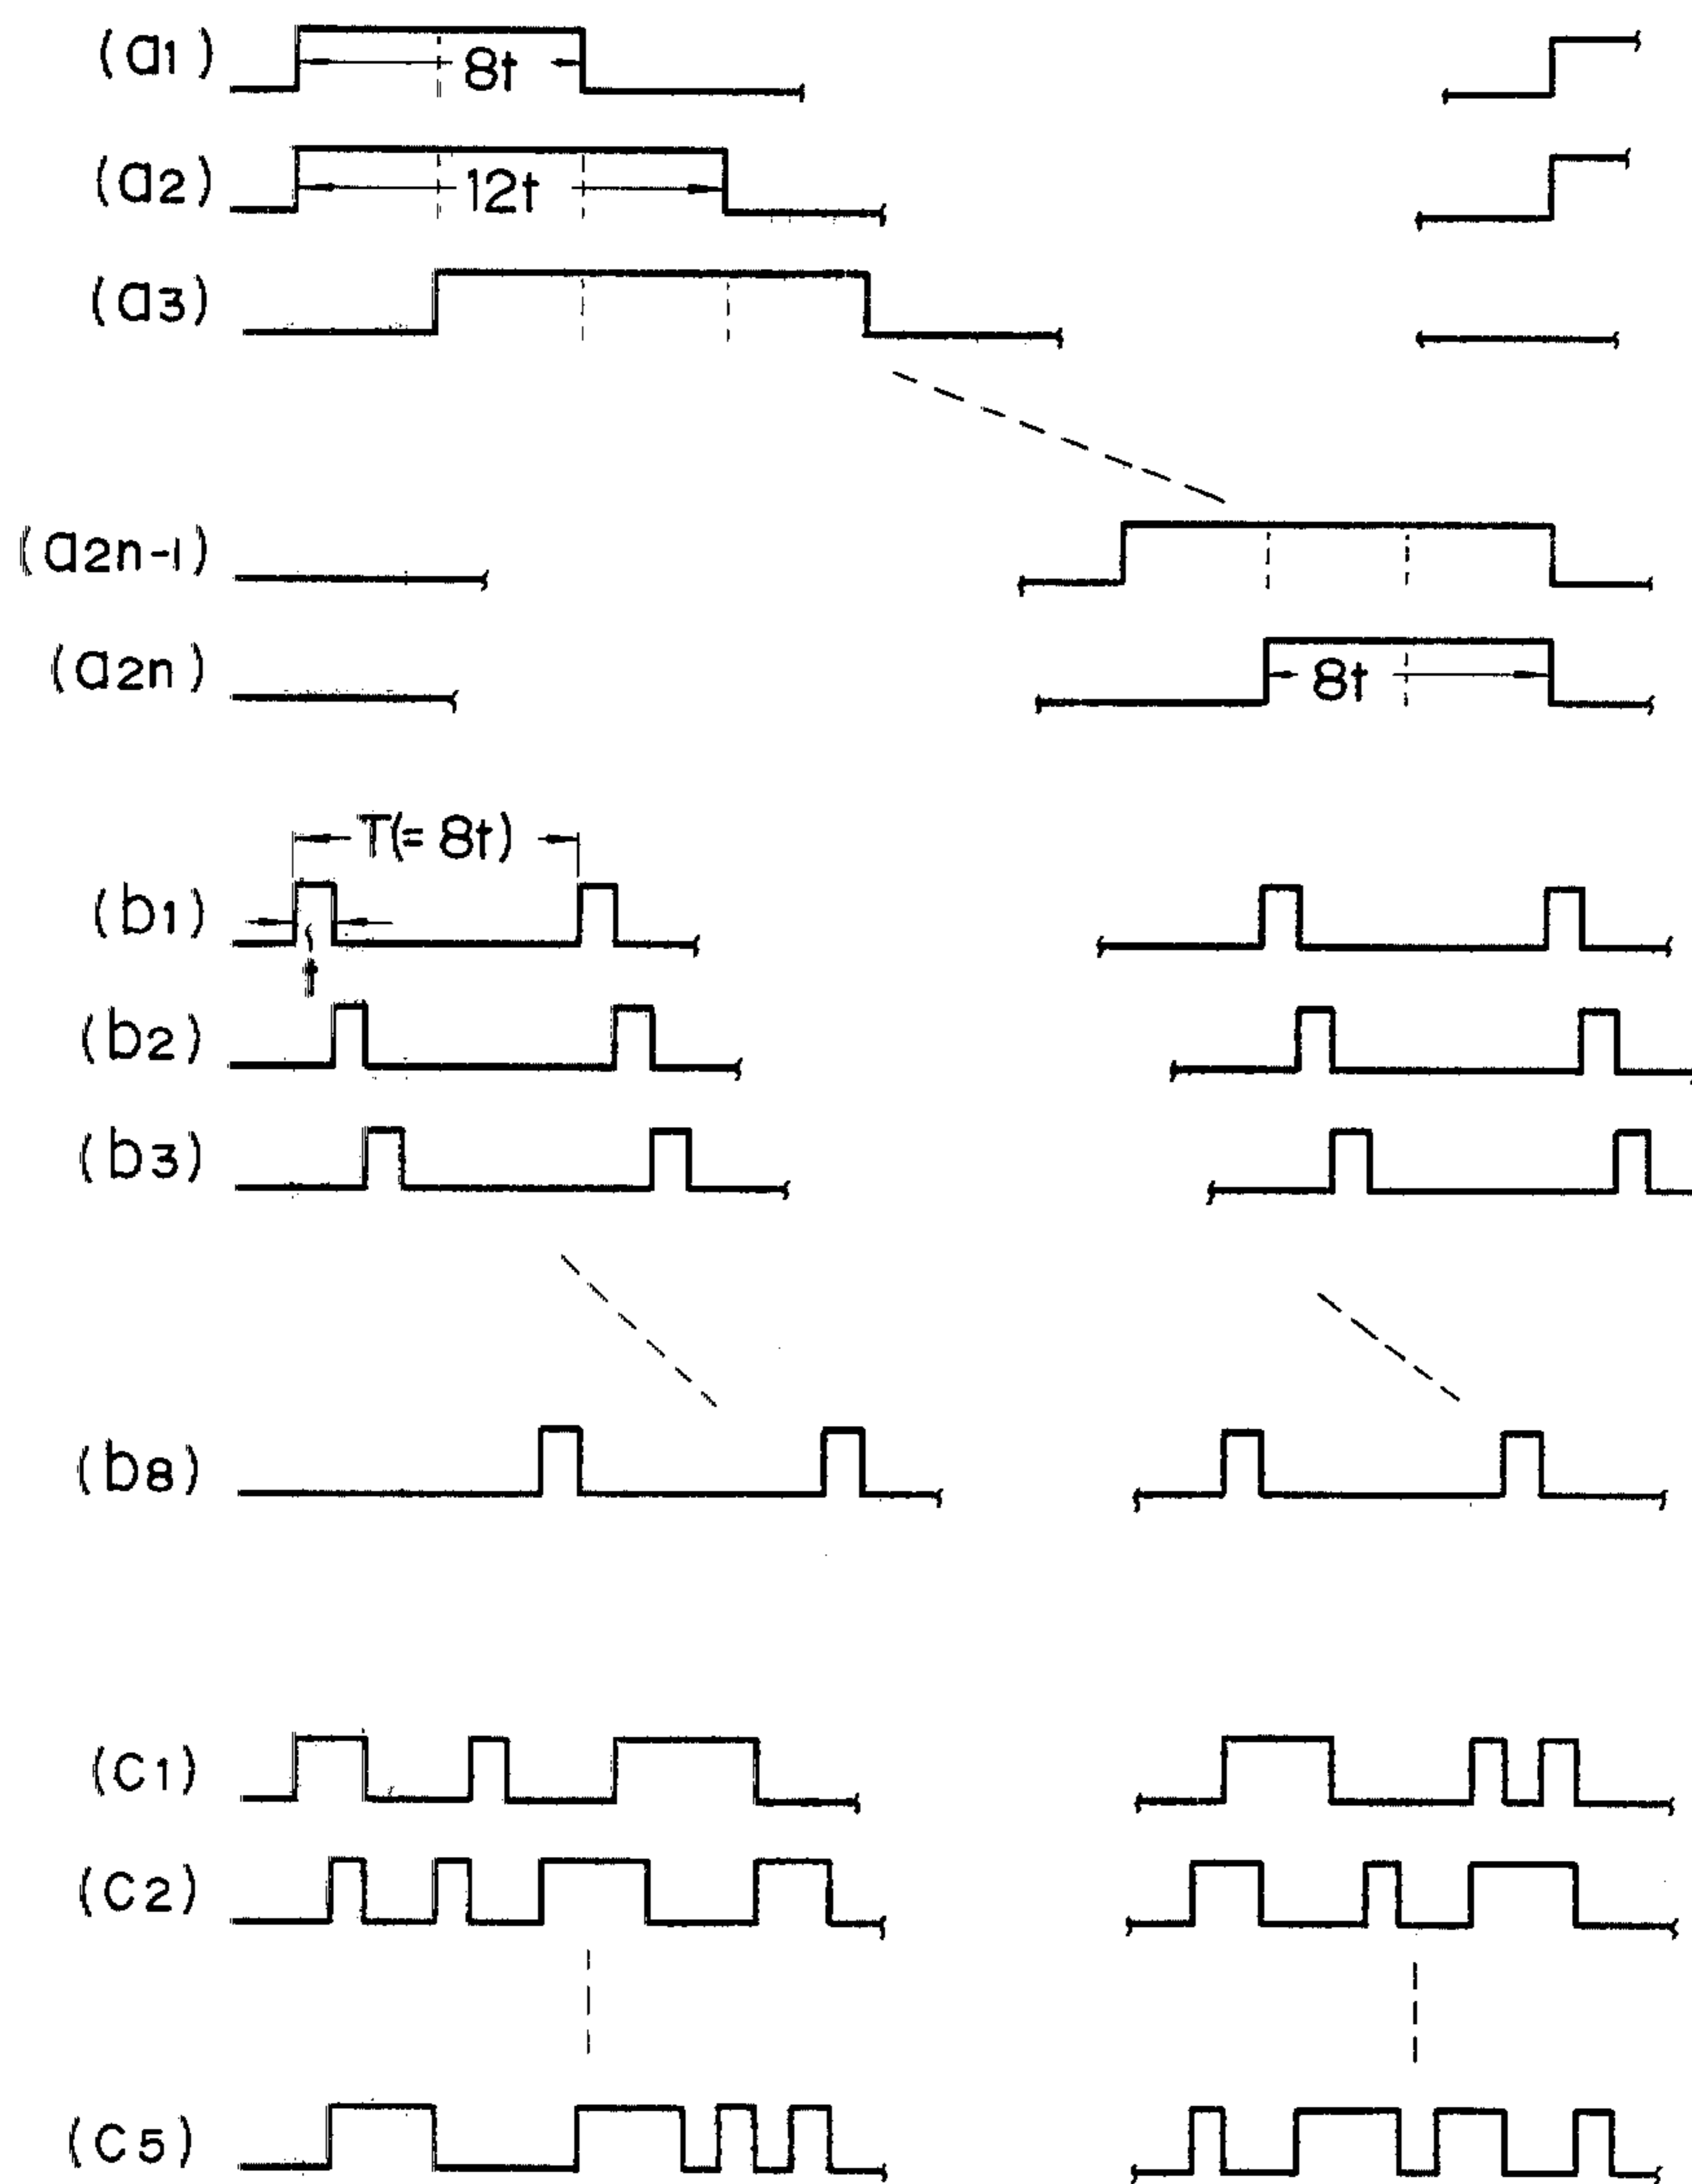 (a1) 8t
(a2) 12t
(a3)
(a2n-1)
(a2n) 8t
T(= 8t)
(b1)
t
(b2)
(b3)
(b8)
(c1)
(c2)
(c5)